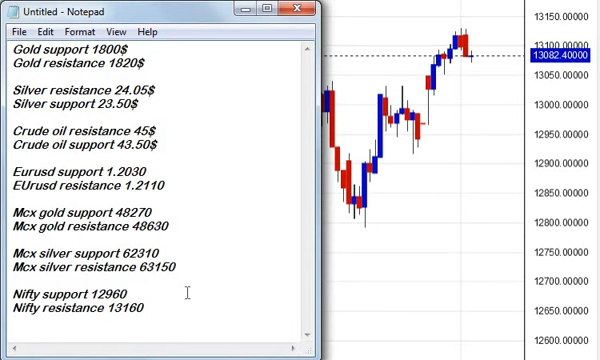 Untitled - Notepad
File Edit Format View Help
Gold support 1800$
Gold resistance 1820$
Silver resistance 24.05$
Silver support 23.50$
Crude oil resistance 45$
Crude oil support 43.50$
Eurusd support 1.2030
EUrusd resistance 1.2110
Mcx gold support 48270
Mcx gold resistance 48630
Mcx silver support 62310
Mcx silver resistance 63150
Nifty support 12960
Nifty resistance 13160
13150.00000
13082.40000
13050.00000
13000.00000
12950.00000
12900.00000
12850.00000
12800.00000
12750.00000
12700.00000
12650.00000
12600.00000